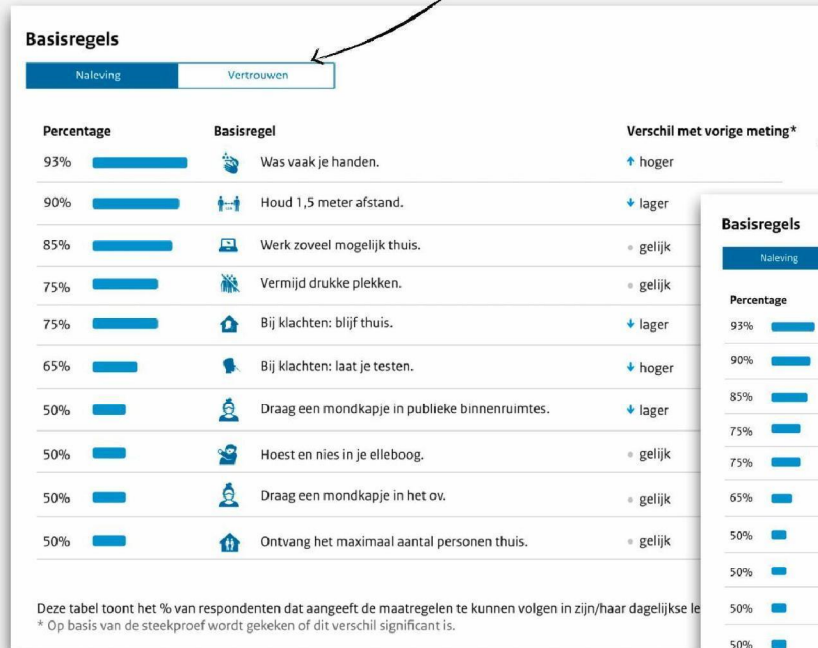 Basisregels
Naleving Vertrouwen
Percentage Basisregel Verschil met vorige meting*
93% Was vaak je handen. hoger
90% Houd 1,5 meter afstand. lager
85% Werk zoveel mogelijk thuis. gelijk
75% Vermijd drukke plekken. gelijk
75% Bij klachten: blijf thuis. lager
65% Bij klachten: laat je testen. hoger
50% Draag een mondkapje in publieke binnenruimtes. lager
50% Hoest en nies in je elleboog. gelijk
50% Draag een mondkapje in het ov. gelijk
50% Ontvang het maximaal aantal personen thuis. gelijk
Deze tabel toont het % van respondenten dat aangeeft de maatregelen te kunnen volgen in zijn/haar dagelijkse le
* Op basis van de steekproef wordt gekeken of dit verschil significant is.
Basisregels
Naleving
Percentage
93%
90%
85%
75%
75%
65%
50%
50%
50%
50%